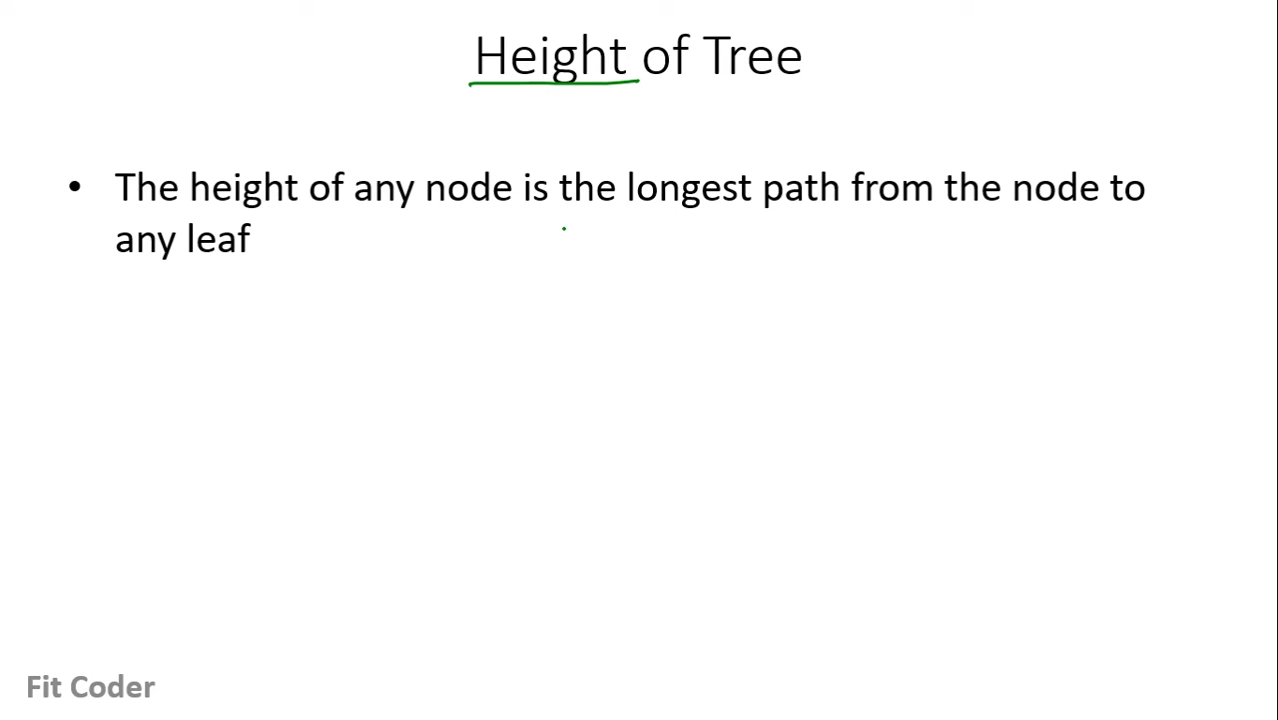 Height of Tree
• The height of any node is the longest path from the node to
any leaf
Fit Coder